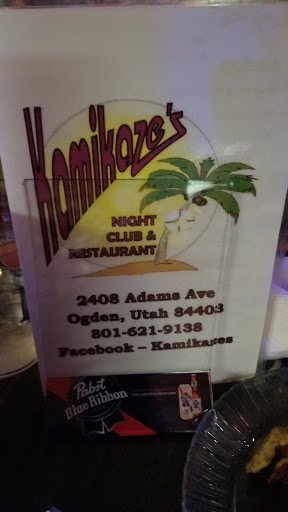 Kamikaze's
NIGHT
CLUB &
RESTAURANT
2408 Adams Ave
Ogden, Utah 84403
801-621-9138
Facebook – Kamikazes
Pabst
Blue Ribbon